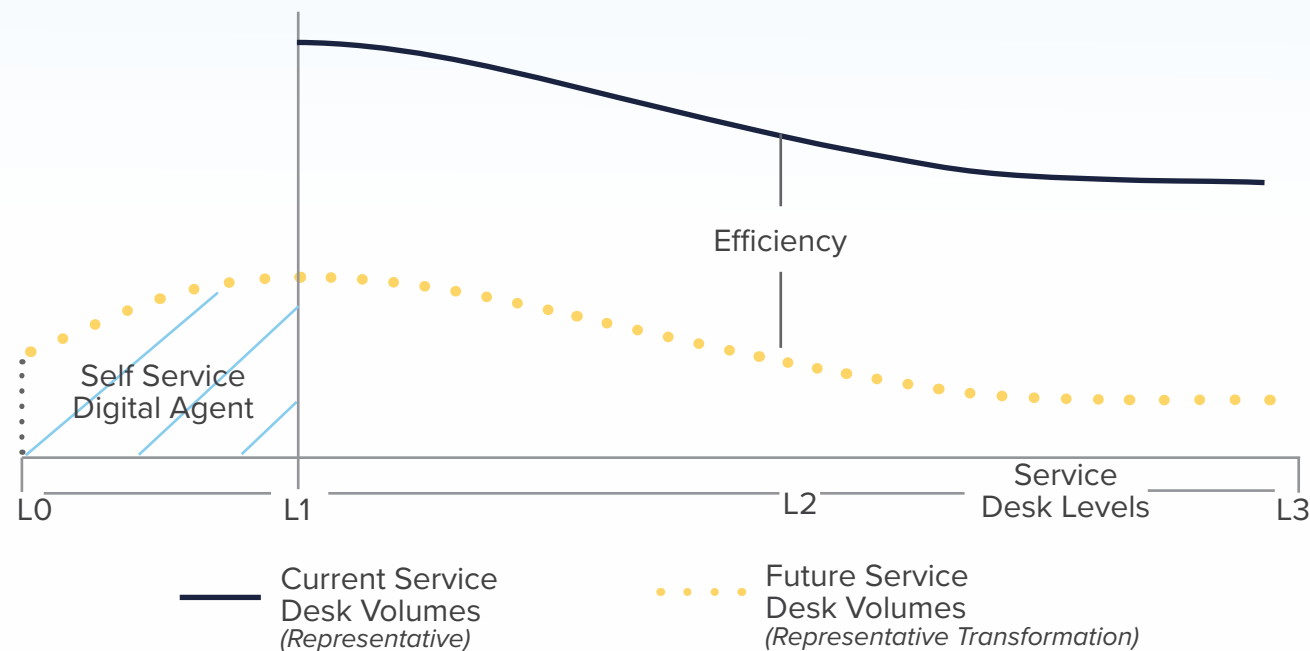 Efficiency
Self Service
Digital Agent
L0
L1
L2
Service
Desk Levels
L3
Current Service
Desk Volumes
(Representative)
Future Service
Desk Volumes
(Representative Transformation)